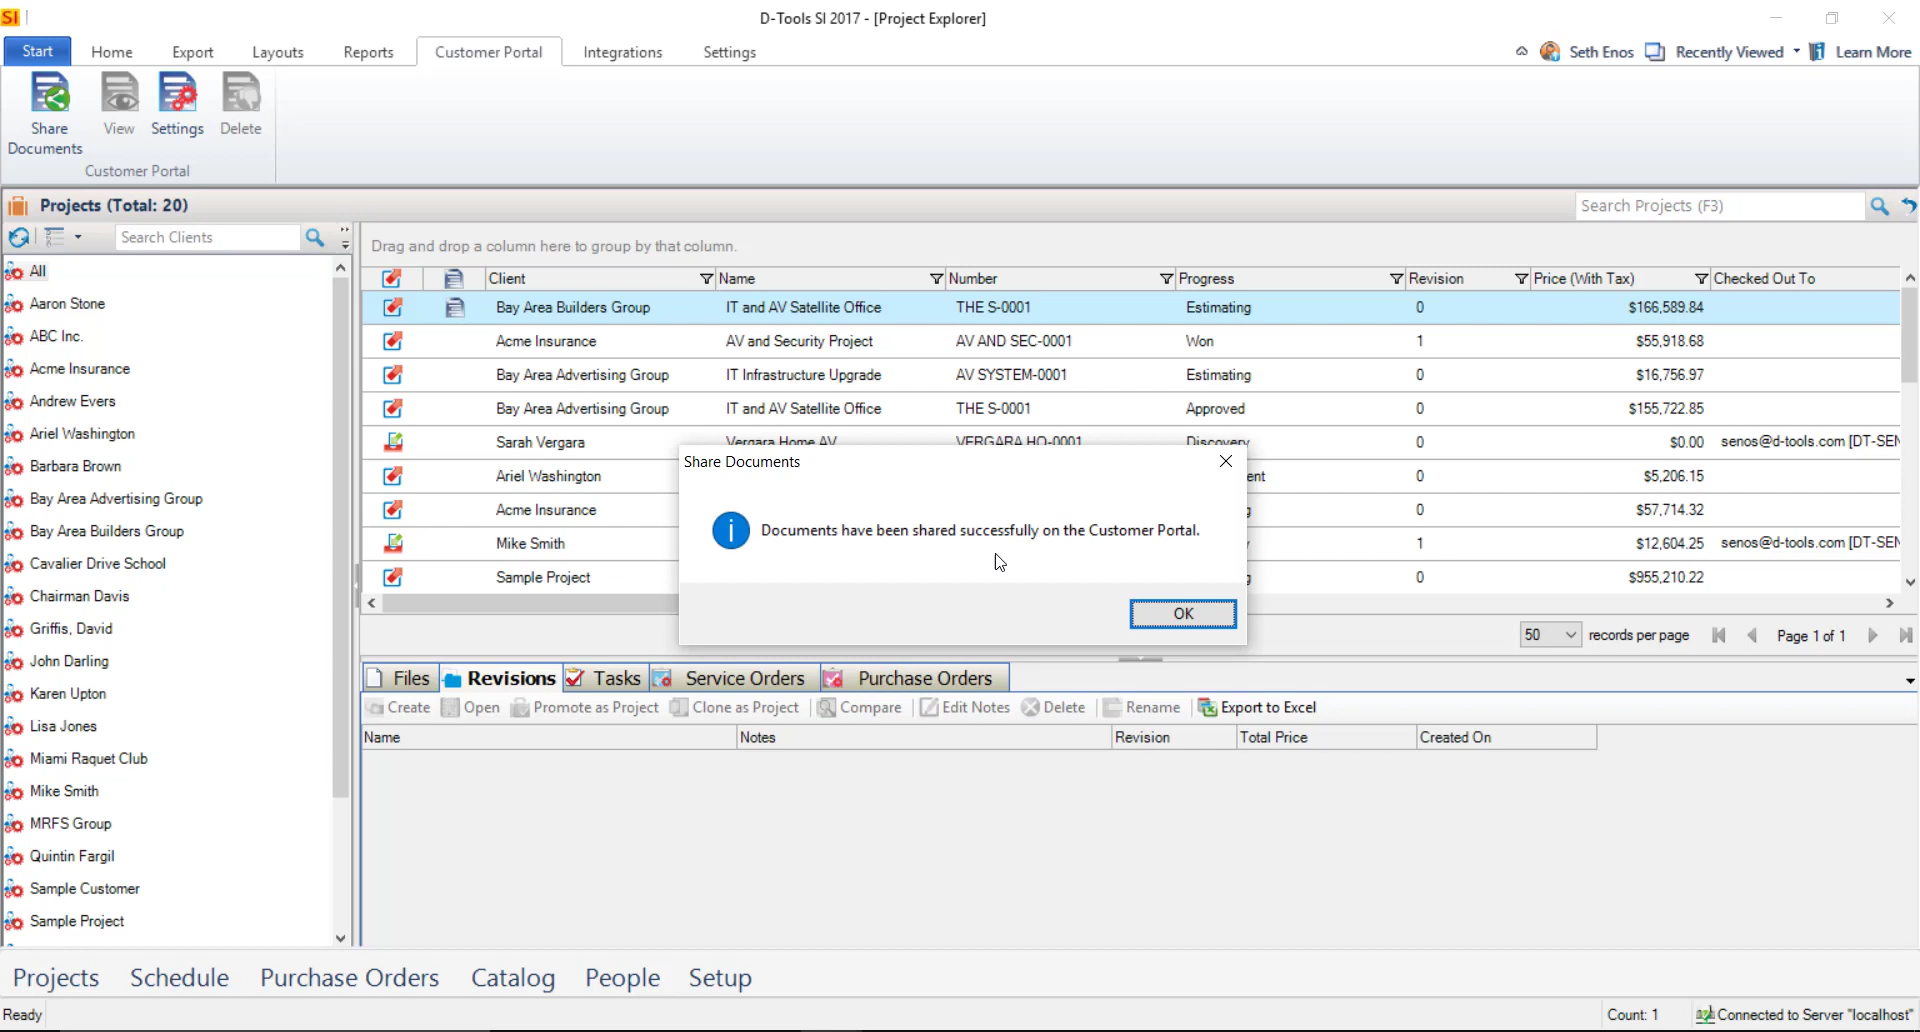 SI
D-Tools SI 2017 - [Project Explorer]
Start Home Export Layouts Reports Customer Portal Integrations Settings
Seth Enos Recently Viewed Learn More
Share Documents
View
Settings
Delete
Customer Portal
Projects (Total: 20)
Search Projects (F3)
Search Clients
All
Aaron Stone
ABC Inc.
Acme Insurance
Andrew Evers
Ariel Washington
Barbara Brown
Bay Area Advertising Group
Bay Area Builders Group
Cavalier Drive School
Chairman Davis
Griffis, David
John Darling
Karen Upton
Lisa Jones
Miami Raquet Club
Mike Smith
MRFS Group
Quintin Fargil
Sample Customer
Sample Project
Drag and drop a column here to group by that column.
Client Name Number Progress Revision Price (With Tax) Checked Out To
Bay Area Builders Group IT and AV Satellite Office THE S-0001 Estimating 0 $166,589.84
Acme Insurance AV and Security Project AV AND SEC-0001 Won 1 $55,918.68
Bay Area Advertising Group IT Infrastructure Upgrade AV SYSTEM-0001 Estimating 0 $16,756.97
Bay Area Advertising Group IT and AV Satellite Office THE S-0001 Approved 0 $155,722.85
Sarah Vergara Vergara Home AV VERGARA HO-0001 Discovery 0 $0.00 senos@d-tools.com [DT-SEN
Ariel Washington ent 0 $5,206.15
Acme Insurance g 0 $57,714.32
Mike Smith y 1 $12,604.25 senos@d-tools.com [DT-SEN
Sample Project g 0 $955,210.22
Share Documents
Documents have been shared successfully on the Customer Portal.
OK
50 records per page Page 1 of 1
Files Revisions Tasks Service Orders Purchase Orders
Create Open Promote as Project Clone as Project Compare Edit Notes Delete Rename Export to Excel
Name Notes Revision Total Price Created On
Projects Schedule Purchase Orders Catalog People Setup
Ready Count: 1 Connected to Server "localhost"